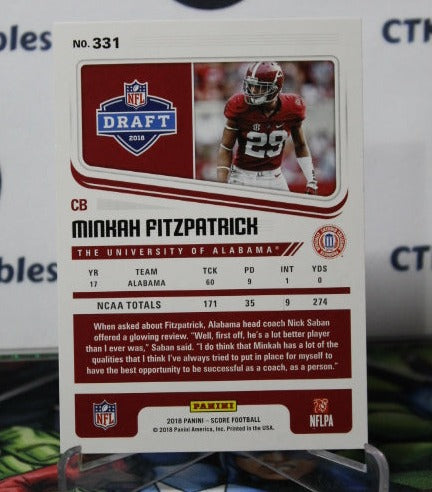 No. 331
CTK
bles
NFL
DRAFT
2018
29
CB
MINKAH FITZPATRICK
THE UNIVERSITY OF ALABAMA®
YR TEAM TCK PD INT YDS
17 ALABAMA 60 9 1 0
NCAA TOTALS 171 35 9 274
When asked about Fitzpatrick, Alabama head coach Nick Saban
offered a glowing review. "Well, first off, he's a lot better player
than I ever was," Saban said. "I do think that Minkah has a lot of the
qualities that I think I've always tried to put in place for myself to
have the best opportunity to be successful as a coach, as a person."
ibles
CTK
NFL
PANINI
2018 PANINI – SCORE FOOTBALL
© 2018 Panini America, Inc. Printed in the USA.
NFLPA